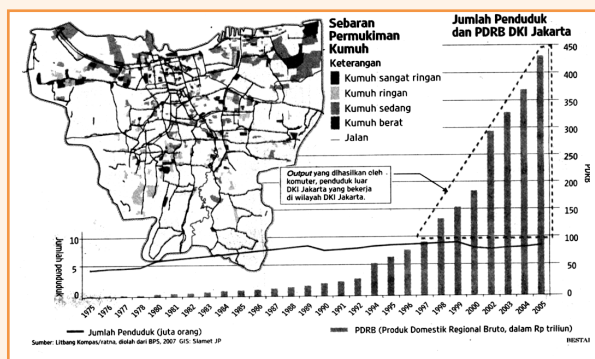 Sebaran
Permukiman
Kumuh
Keterangan
Kumuh sangat ringan
Kumuh ringan
Kumuh sedang
Kumuh berat
Jalan
Jumlah Penduduk
dan PDRB DKI Jakarta
Output yang dihasilkan oleh
komuter, penduduk luar
DKI Jakarta yang bekerja
di wilayah DKI Jakarta.
450
400
350
300
250
200
150
100
50
0
PDRB
Jumlah penduduk
10
5
0
1975
1976
1977
1978
1980
1981
1982
1983
1984
1985
1986
1987
1988
1989
1990
1991
1992
1993
1994
1995
1996
1997
1998
1999
2000
2002
2003
2004
2005
Jumlah Penduduk (juta orang)
PDRB (Produk Domestik Regional Bruto, dalam Rp triliun)
Sumber: Litbang Kompas/ratna, diolah dari BPS, 2007 GIS: Slamet JP
BESTAI